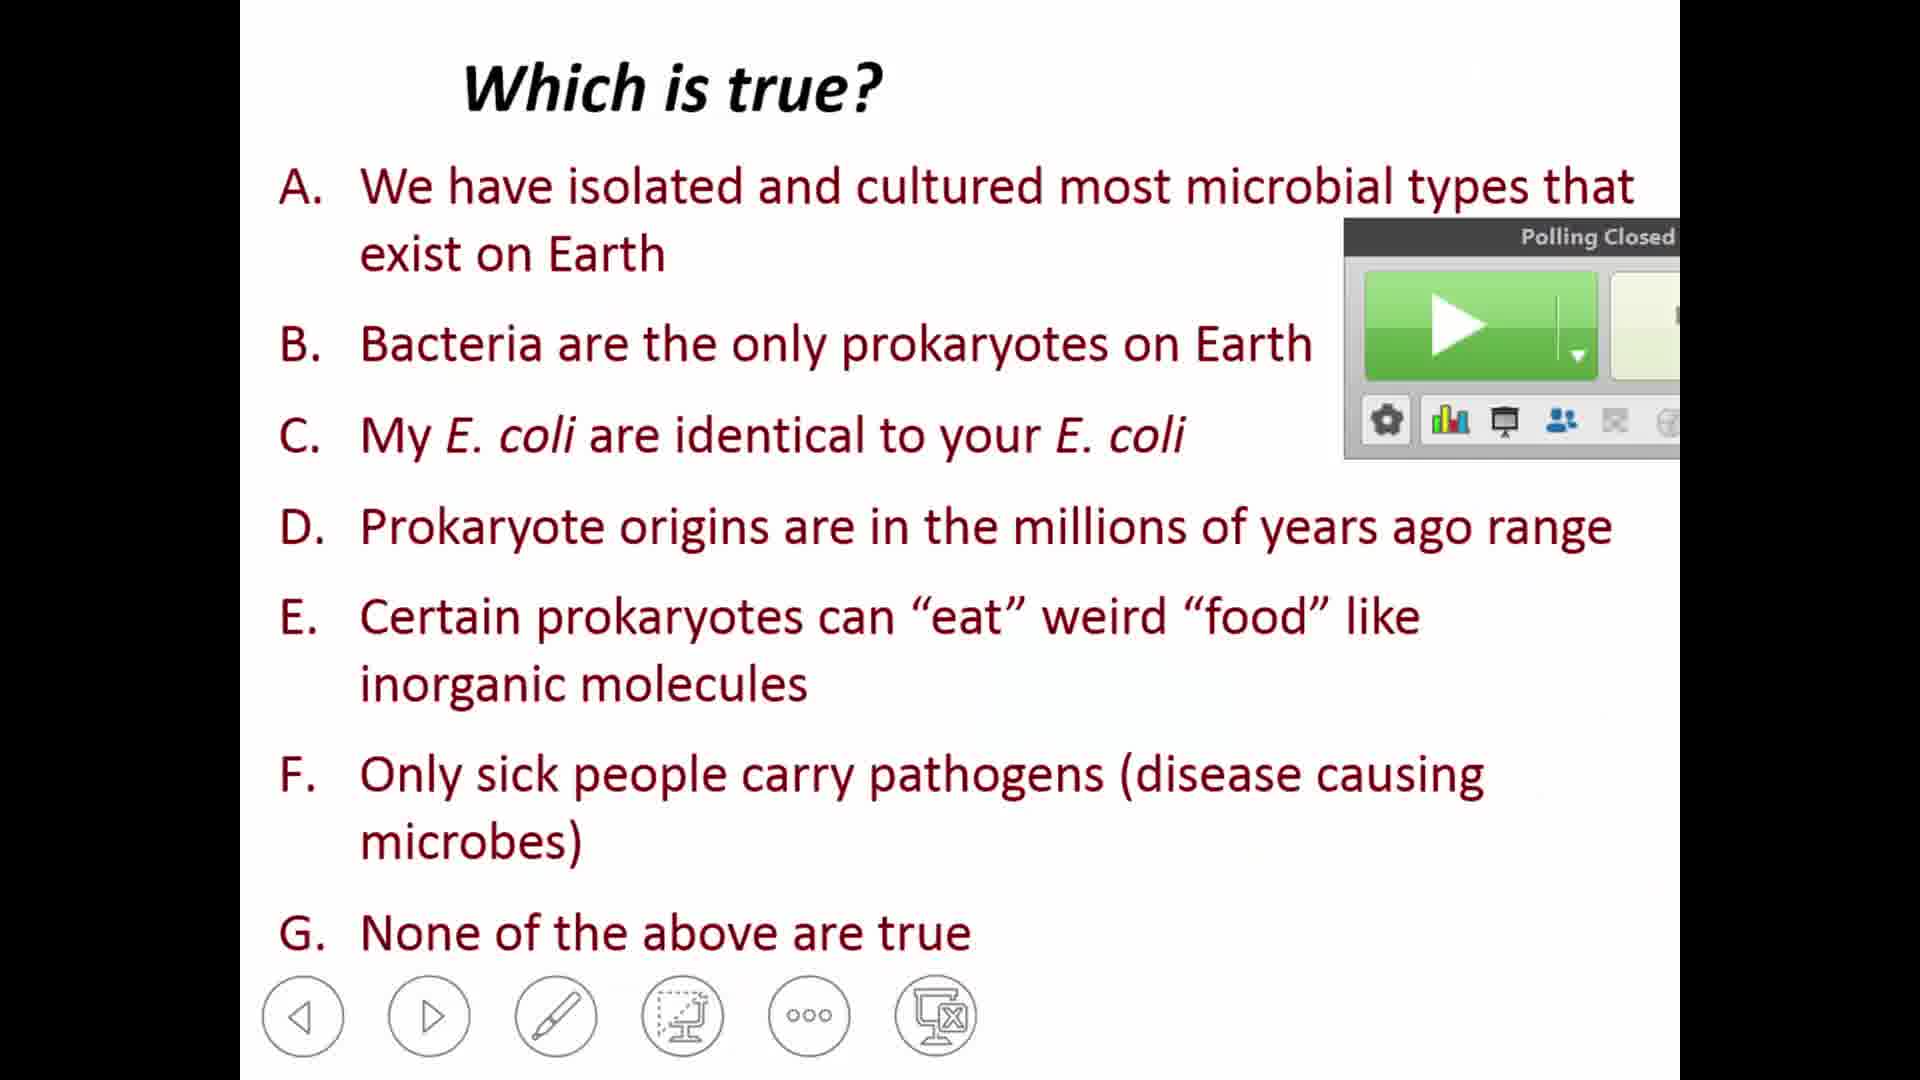 Which is true?
A. We have isolated and cultured most microbial types that
exist on Earth
Polling Closed
B. Bacteria are the only prokaryotes on Earth
C. My E. coli are identical to your E. coli
D. Prokaryote origins are in the millions of years ago range
E. Certain prokaryotes can “eat” weird “food” like
inorganic molecules
F. Only sick people carry pathogens (disease causing
microbes)
G. None of the above are true